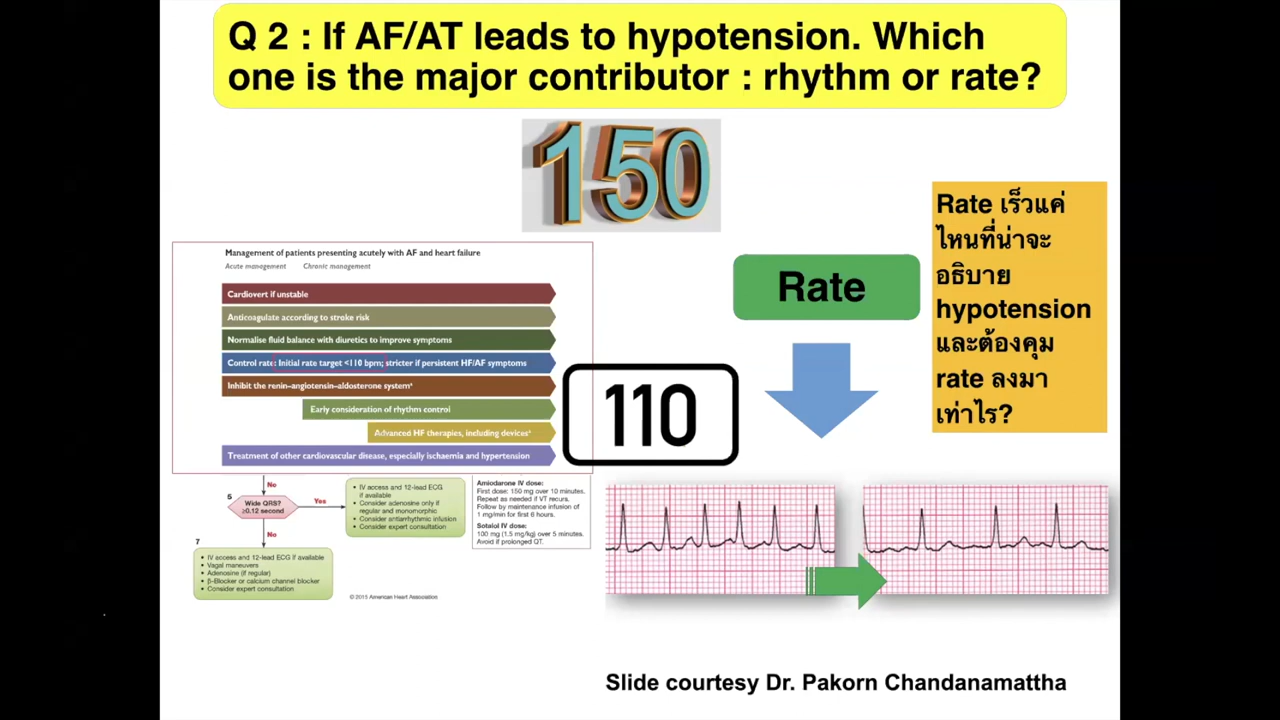 Q 2 : If AF/AT leads to hypotension. Which
one is the major contributor : rhythm or rate?
150
Management of patients presenting acutely with AF and heart failure
Acute management Chronic management
Cardiovert if unstable
Anticoagulate according to stroke risk
Normalise fluid balance with diuretics to improve symptoms
Control rate: Initial rate target <110 bpm; stricter if persistent HF/AF symptoms
Inhibit the renin–angiotensin–aldosterone systemᵃ
Early consideration of rhythm control
Advanced HF therapies, including devicesᵇ
Treatment of other cardiovascular disease, especially ischaemia and hypertension
110
Rate
Rate เร็วแค่
ไหนที่น่าจะ
อธิบาย
hypotension
และต้องคุม
rate ลงมา
เท่าไร?
No
5
Wide QRS?
≥0.12 second
Yes
• IV access and 12-lead ECG
if available
• Consider adenosine only if
regular and monomorphic
• Consider antiarrhythmic infusion
• Consider expert consultation
Amiodarone IV dose:
First dose: 150 mg over 10 minutes.
Repeat as needed if VT recurs.
Follow by maintenance infusion of
1 mg/min for first 6 hours.
Sotalol IV dose:
100 mg (1.5 mg/kg) over 5 minutes.
Avoid if prolonged QT.
No
7
• IV access and 12-lead ECG if available
• Vagal maneuvers
• Adenosine (if regular)
• β-Blocker or calcium channel blocker
• Consider expert consultation
© 2015 American Heart Association
Slide courtesy Dr. Pakorn Chandanamattha